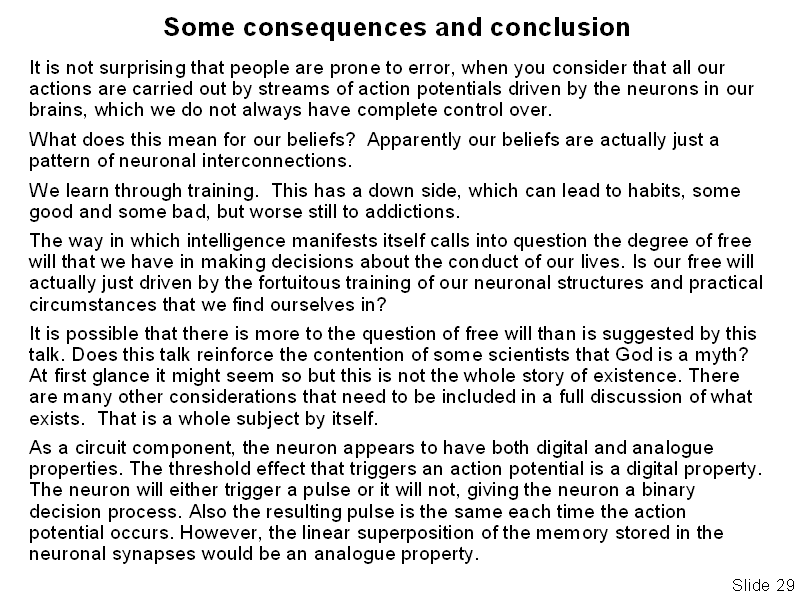 Some consequences and conclusion
It is not surprising that people are prone to error, when you consider that all our
actions are carried out by streams of action potentials driven by the neurons in our
brains, which we do not always have complete control over.
What does this mean for our beliefs?  Apparently our beliefs are actually just a
pattern of neuronal interconnections.
We learn through training.  This has a down side, which can lead to habits, some
good and some bad, but worse still to addictions.
The way in which intelligence manifests itself calls into question the degree of free
will that we have in making decisions about the conduct of our lives. Is our free will
actually just driven by the fortuitous training of our neuronal structures and practical
circumstances that we find ourselves in?
It is possible that there is more to the question of free will than is suggested by this
talk. Does this talk reinforce the contention of some scientists that God is a myth?
At first glance it might seem so but this is not the whole story of existence. There
are many other considerations that need to be included in a full discussion of what
exists.  That is a whole subject by itself.
As a circuit component, the neuron appears to have both digital and analogue
properties. The threshold effect that triggers an action potential is a digital property.
The neuron will either trigger a pulse or it will not, giving the neuron a binary
decision process. Also the resulting pulse is the same each time the action
potential occurs. However, the linear superposition of the memory stored in the
neuronal synapses would be an analogue property.
Slide 29